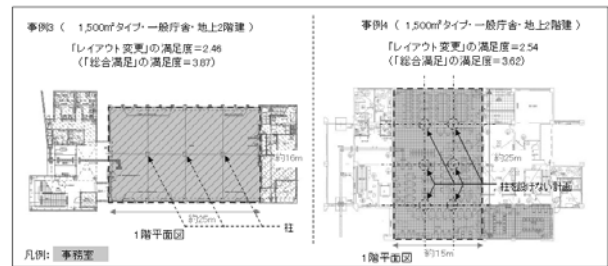 事例3（ 1,500㎡タイプ・一般庁舎・地上2階建 ）
「レイアウト変更」の満足度＝2.46
（「総合満足」の満足度＝3.87）
約16m
約25m
柱
1階平面図
凡例： 事務室
事例4（ 1,500㎡タイプ・一般庁舎・地上2階建 ）
「レイアウト変更」の満足度＝2.54
（「総合満足」の満足度＝3.62）
約25m
柱を設けない計画
約15m
1階平面図